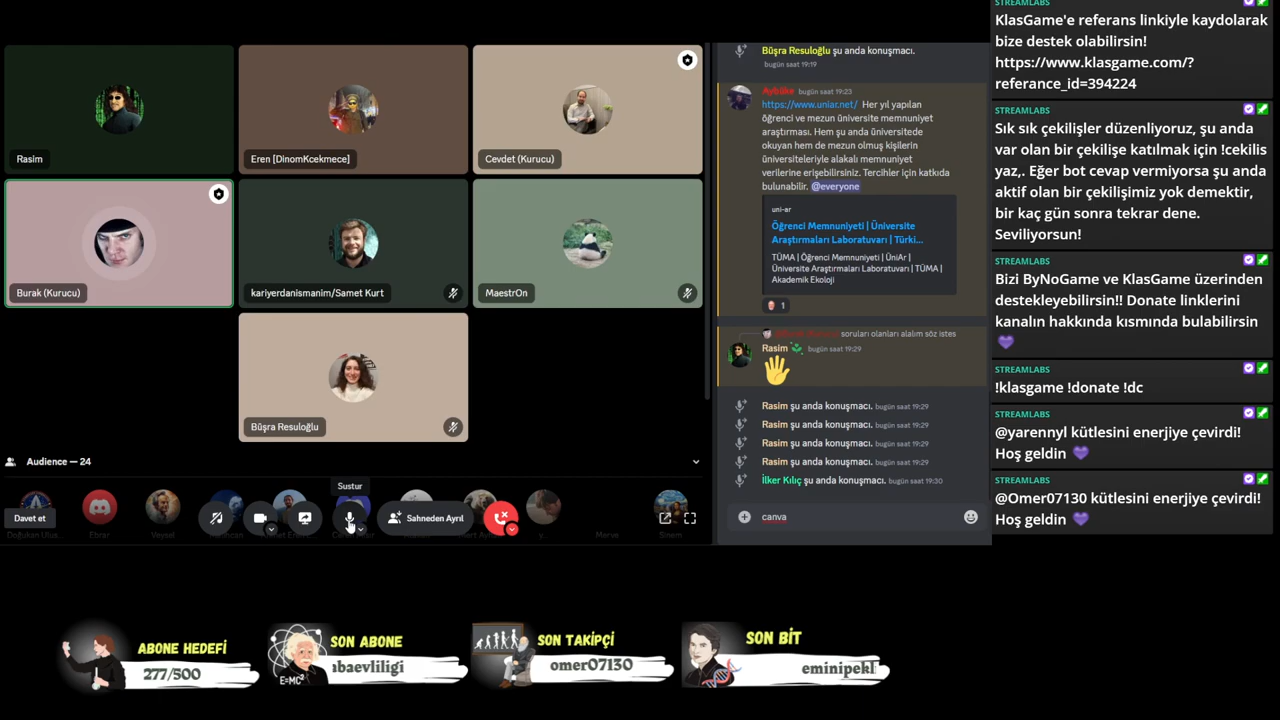 Rasim
Eren [DinomKcekmece]
Cevdet (Kurucu)
Burak (Kurucu)
kariyerdanismanim/Samet Kurt
MaestrOn
Büşra Resuloğlu
Audience — 24
Sustur
Davet et
Sahneden Ayrıl
Ebrar
Veysel
Merve
Sinem
Büşra Resuloğlu şu anda konuşmacı.
bugün saat 19:19
Aybüke bugün saat 19:23
https://www.uniar.net/ Her yıl yapılan
öğrenci ve mezun üniversite memnuniyet
araştırması. Hem şu anda üniversitede
okuyan hem de mezun olmuş kişilerin
üniversiteleriyle alakalı memnuniyet
verilerine erişebilirsiniz. Tercihler için katkıda
bulunabilir. @everyone
uni-ar
Öğrenci Memnuniyeti | Üniversite
Araştırmaları Laboratuvarı | Türki...
TÜMA | Öğrenci Memnuniyeti | ÜniAr |
Üniversite Araştırmaları Laboratuvarı | TÜMA |
Akademik Ekoloji
1
soruları olanları alalım söz istes
Rasim bugün saat 19:29
Rasim şu anda konuşmacı. bugün saat 19:29
Rasim şu anda konuşmacı. bugün saat 19:29
Rasim şu anda konuşmacı. bugün saat 19:29
Rasim şu anda konuşmacı. bugün saat 19:29
İlker Kılıç şu anda konuşmacı. bugün saat 19:30
canva
STREAMLABS
KlasGame'e referans linkiyle kaydolarak
bize destek olabilirsin!
https://www.klasgame.com/?
referance_id=394224
STREAMLABS
Sık sık çekilişler düzenliyoruz, şu anda
var olan bir çekilişe katılmak için !cekilis
yaz,. Eğer bot cevap vermiyorsa şu anda
aktif olan bir çekilişimiz yok demektir,
bir kaç gün sonra tekrar dene.
Seviliyorsun!
STREAMLABS
Bizi ByNoGame ve KlasGame üzerinden
destekleyebilirsin!! Donate linklerini
kanalın hakkında kısmında bulabilirsin
STREAMLABS
!klasgame !donate !dc
STREAMLABS
@yarennyl kütlesini enerjiye çevirdi!
Hoş geldin
STREAMLABS
@Omer07130 kütlesini enerjiye çevirdi!
Hoş geldin
ABONE HEDEFİ
277/500
E=MC²
SON ABONE
abaevliligi
SON TAKİPÇİ
omer07130
SON BİT
eminipekl